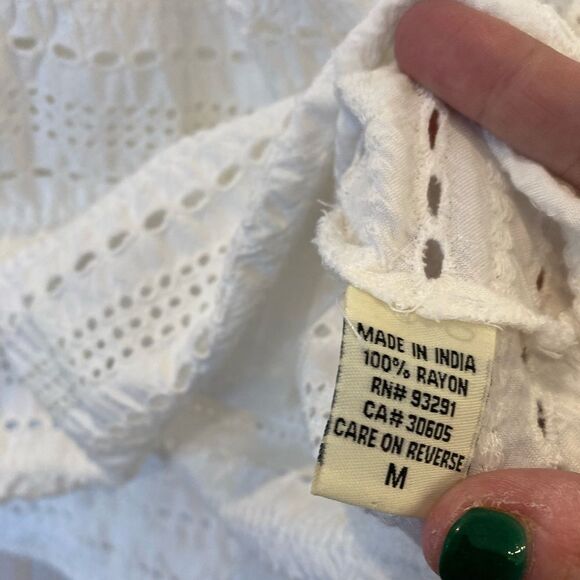 MADE IN INDIA
100% RAYON
RN# 93291
CA# 30605
CARE ON REVERSE
M